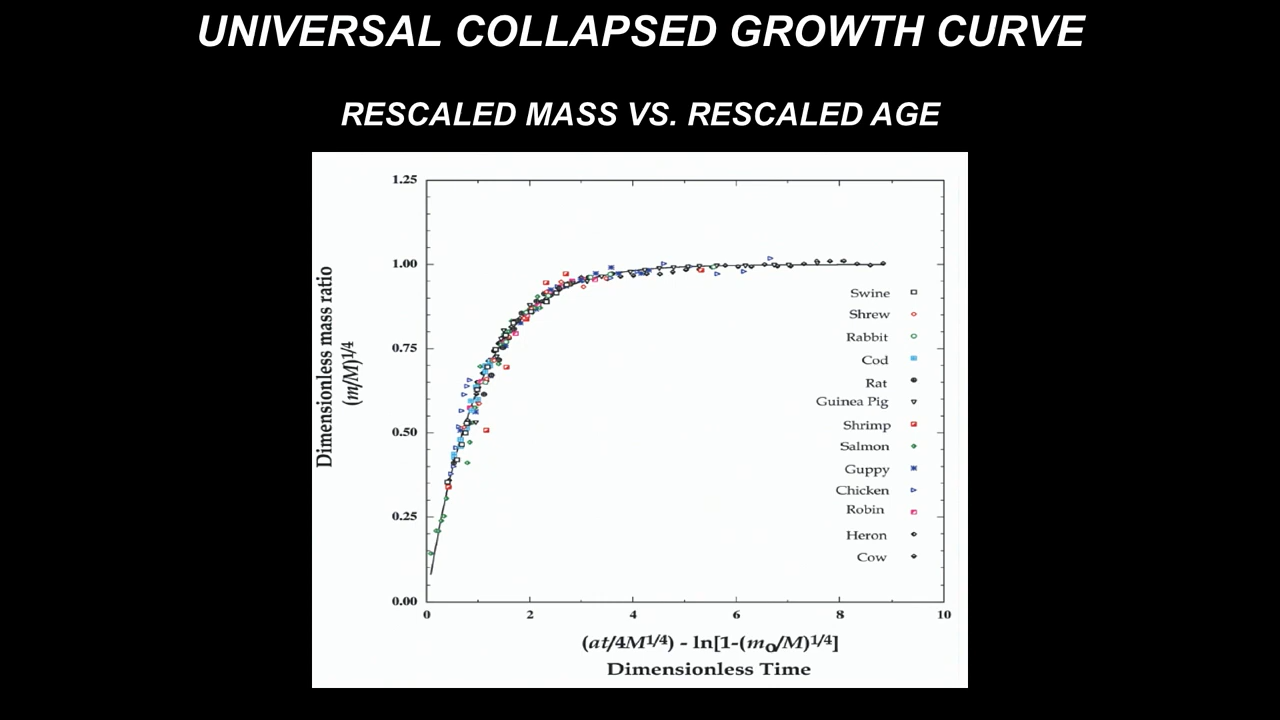 UNIVERSAL COLLAPSED GROWTH CURVE
RESCALED MASS VS. RESCALED AGE
Dimensionless mass ratio
(m/M)1/4
1.25
1.00
0.75
0.50
0.25
0.00
Swine
Shrew
Rabbit
Cod
Rat
Guinea Pig
Shrimp
Salmon
Guppy
Chicken
Robin
Heron
Cow
0 2 4 6 8 10
(at/4M1/4) - ln[1-(mo/M)1/4]
Dimensionless Time